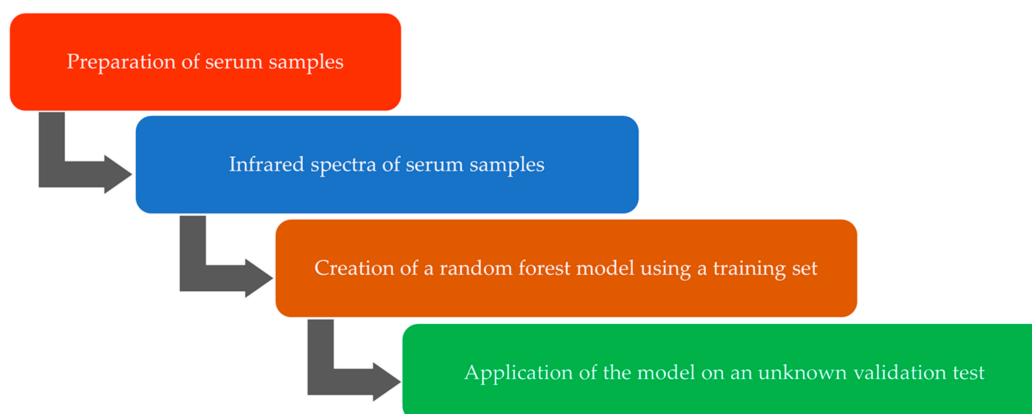 Preparation of serum samples
Infrared spectra of serum samples
Creation of a random forest model using a training set
Application of the model on an unknown validation test